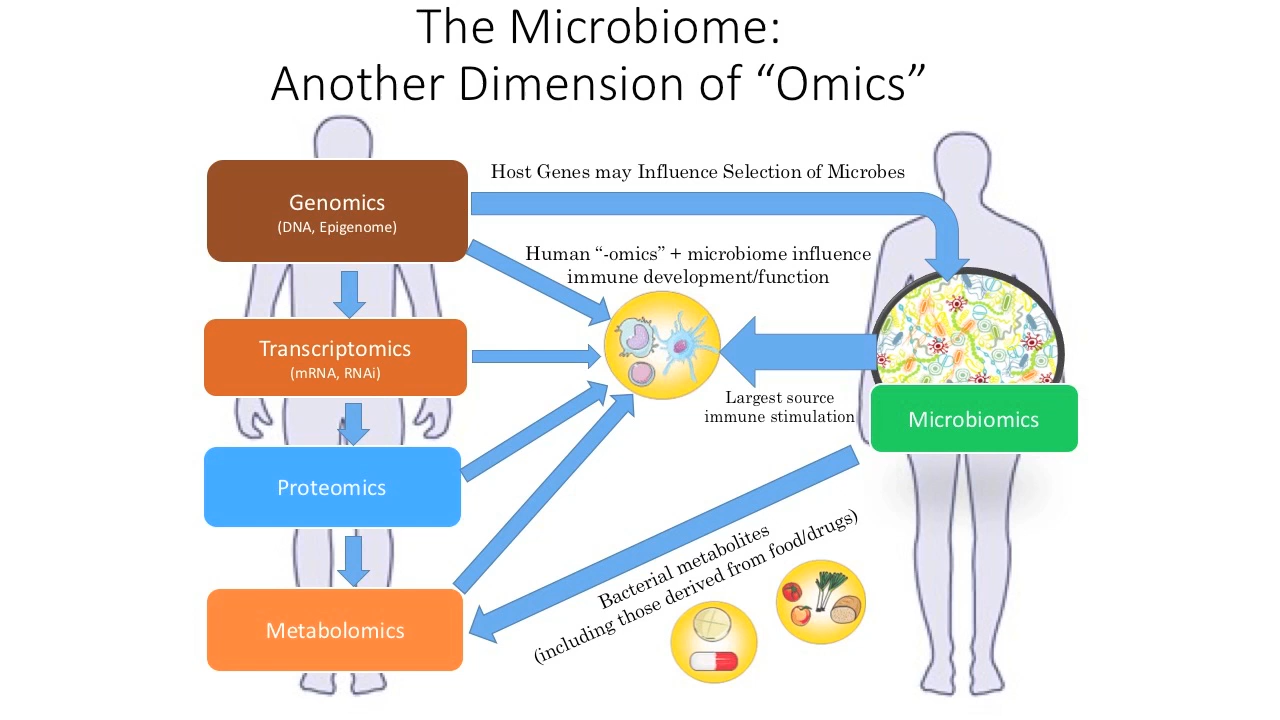 The Microbiome:
Another Dimension of “Omics”
Genomics
(DNA, Epigenome)
Host Genes may Influence Selection of Microbes
Human “-omics” + microbiome influence
immune development/function
Transcriptomics
(mRNA, RNAi)
Largest source
immune stimulation
Microbiomics
Proteomics
Bacterial metabolites
(including those derived from food/drugs)
Metabolomics